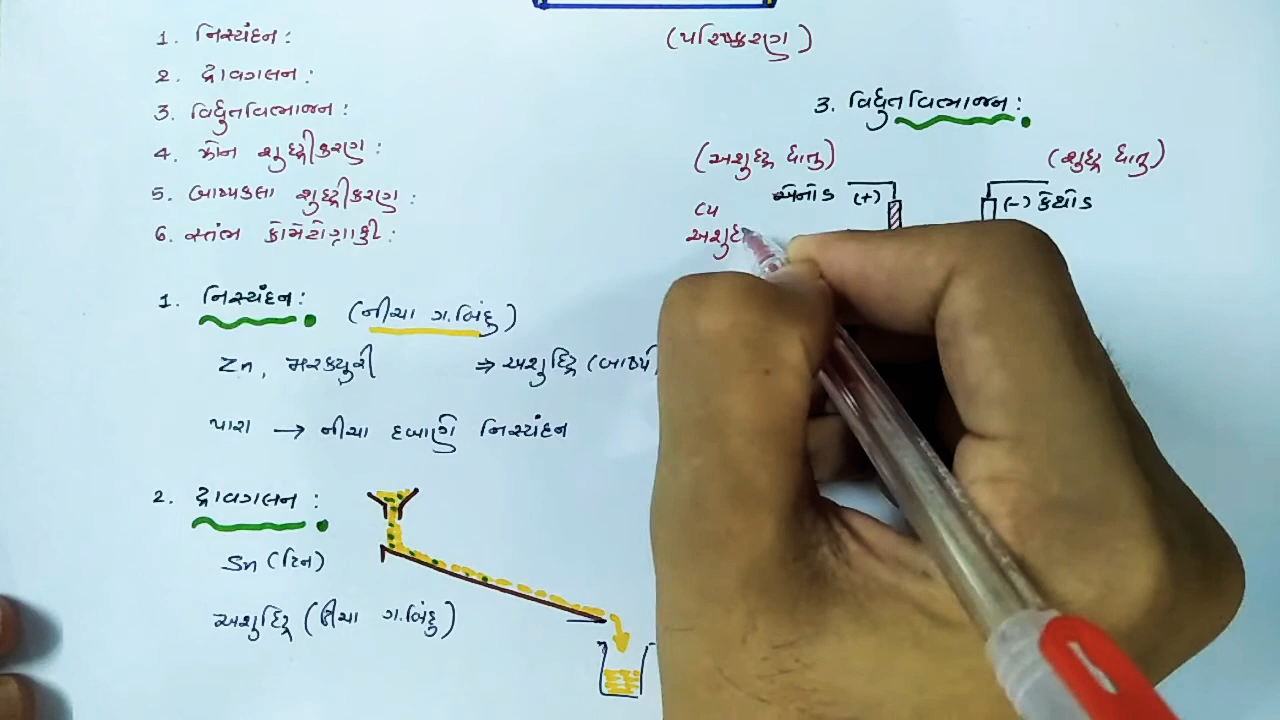 1. નિસ્યંદન :
2. દ્રાવગલન :
3. વિદ્યુતવિભાજન :
4. ઝોન શુદ્ધીકરણ :
5. બાષ્પકલા શુદ્ધીકરણ :
6. સ્તંભ ક્રોમેટોગ્રાફી :
1. નિસ્યંદન : (નીચા ગ.બિંદુ)
Zn, મરક્યુરી ⇒ અશુદ્ધિ (બાષ્પ
પારા → નીચા દબાણે નિસ્યંદન
2. દ્રાવગલન :
Sn (ટિન)
અશુદ્ધિ ( ગ.બિંદુ)
(પરિષ્કરણ)
3. વિદ્યુતવિભાજન :
(અશુદ્ધ ધાતુ) (શુદ્ધ ધાતુ)
એનોડ (+) (-) કેથોડ
Cu